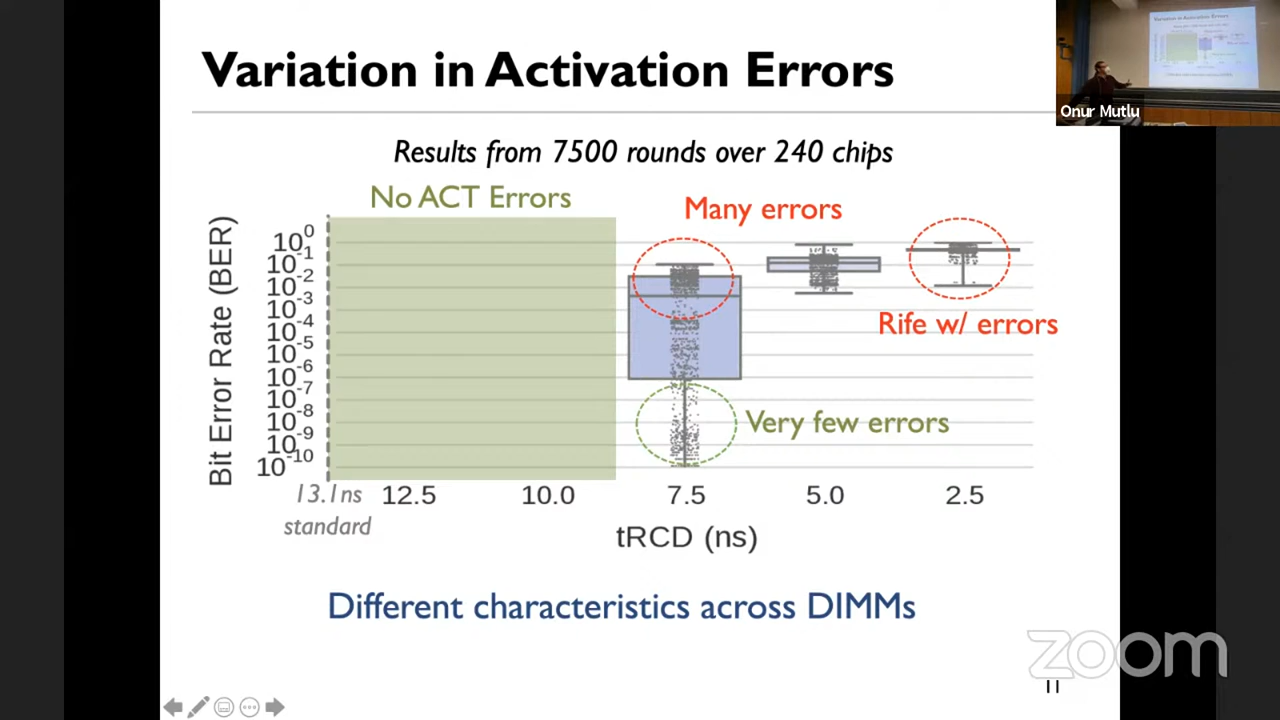 Variation in Activation Errors
Onur Mutlu
Results from 7500 rounds over 240 chips
No ACT Errors
Many errors
Bit Error Rate (BER)
10^0
10^-1
10^-2
10^-3
10^-4
10^-5
10^-6
10^-7
10^-8
10^-9
10^-10
Rife w/ errors
Very few errors
13.1ns
standard
12.5 10.0 7.5 5.0 2.5
tRCD (ns)
Different characteristics across DIMMs
zoom
11